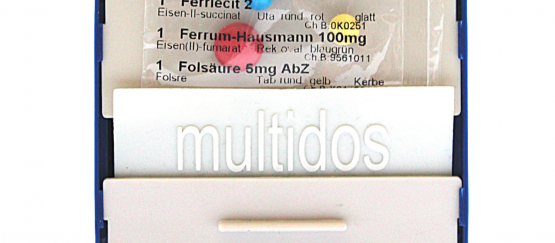 1 Ferrlecit 2
Eisen-II-succinat Uta rund rot glatt
Ch B:0K0251
1 Ferrum-Hausmann 100mg
Eisen(II)-fumarat Rek oval blaugrün
Ch B:9561011
1 Folsäure 5mg AbZ
Folsre Tab rund gelb Kerbe
multidos